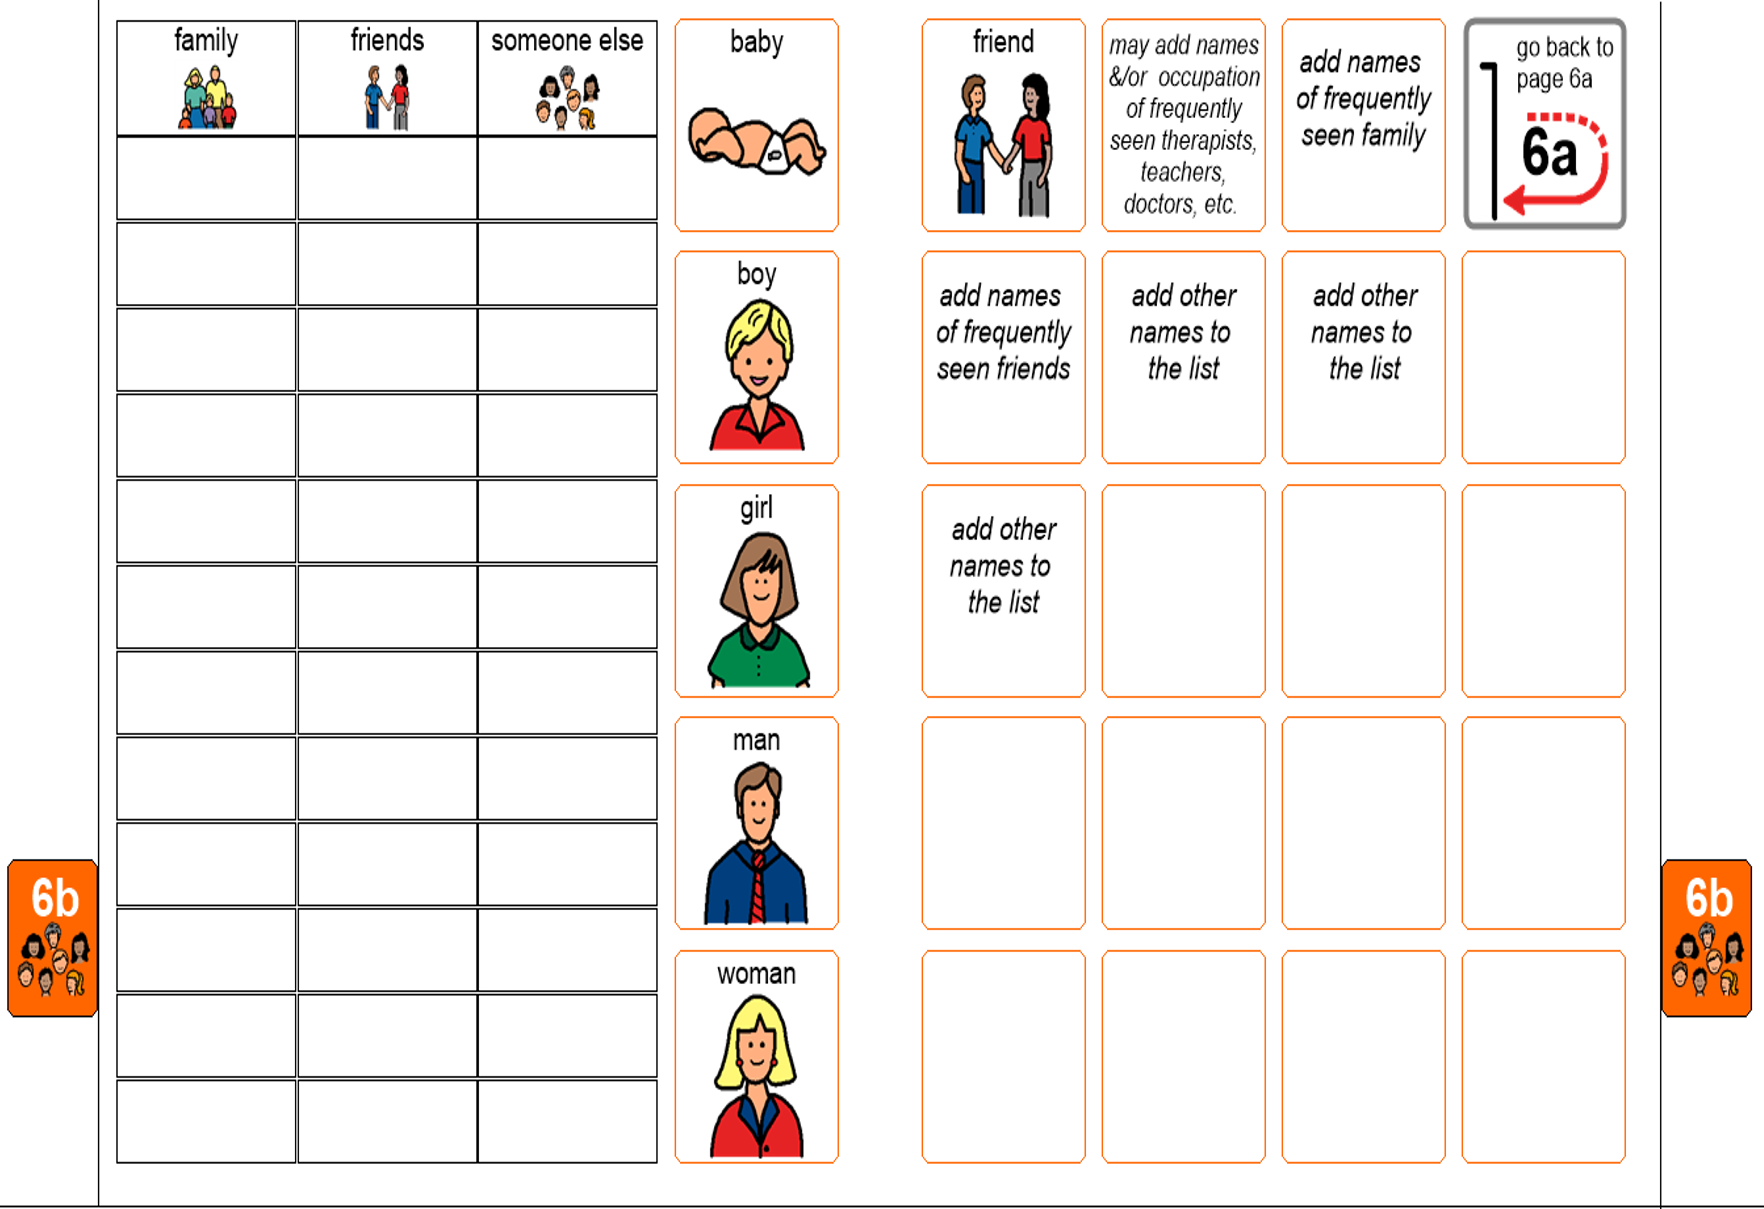 family
friends
someone else
baby
boy
girl
man
woman
friend
may add names
&/or occupation
of frequently
seen therapists,
teachers,
doctors, etc.
add names
of frequently
seen family
go back to
page 6a
6a
add names
of frequently
seen friends
add other
names to
the list
add other
names to
the list
add other
names to
the list
6b
6b